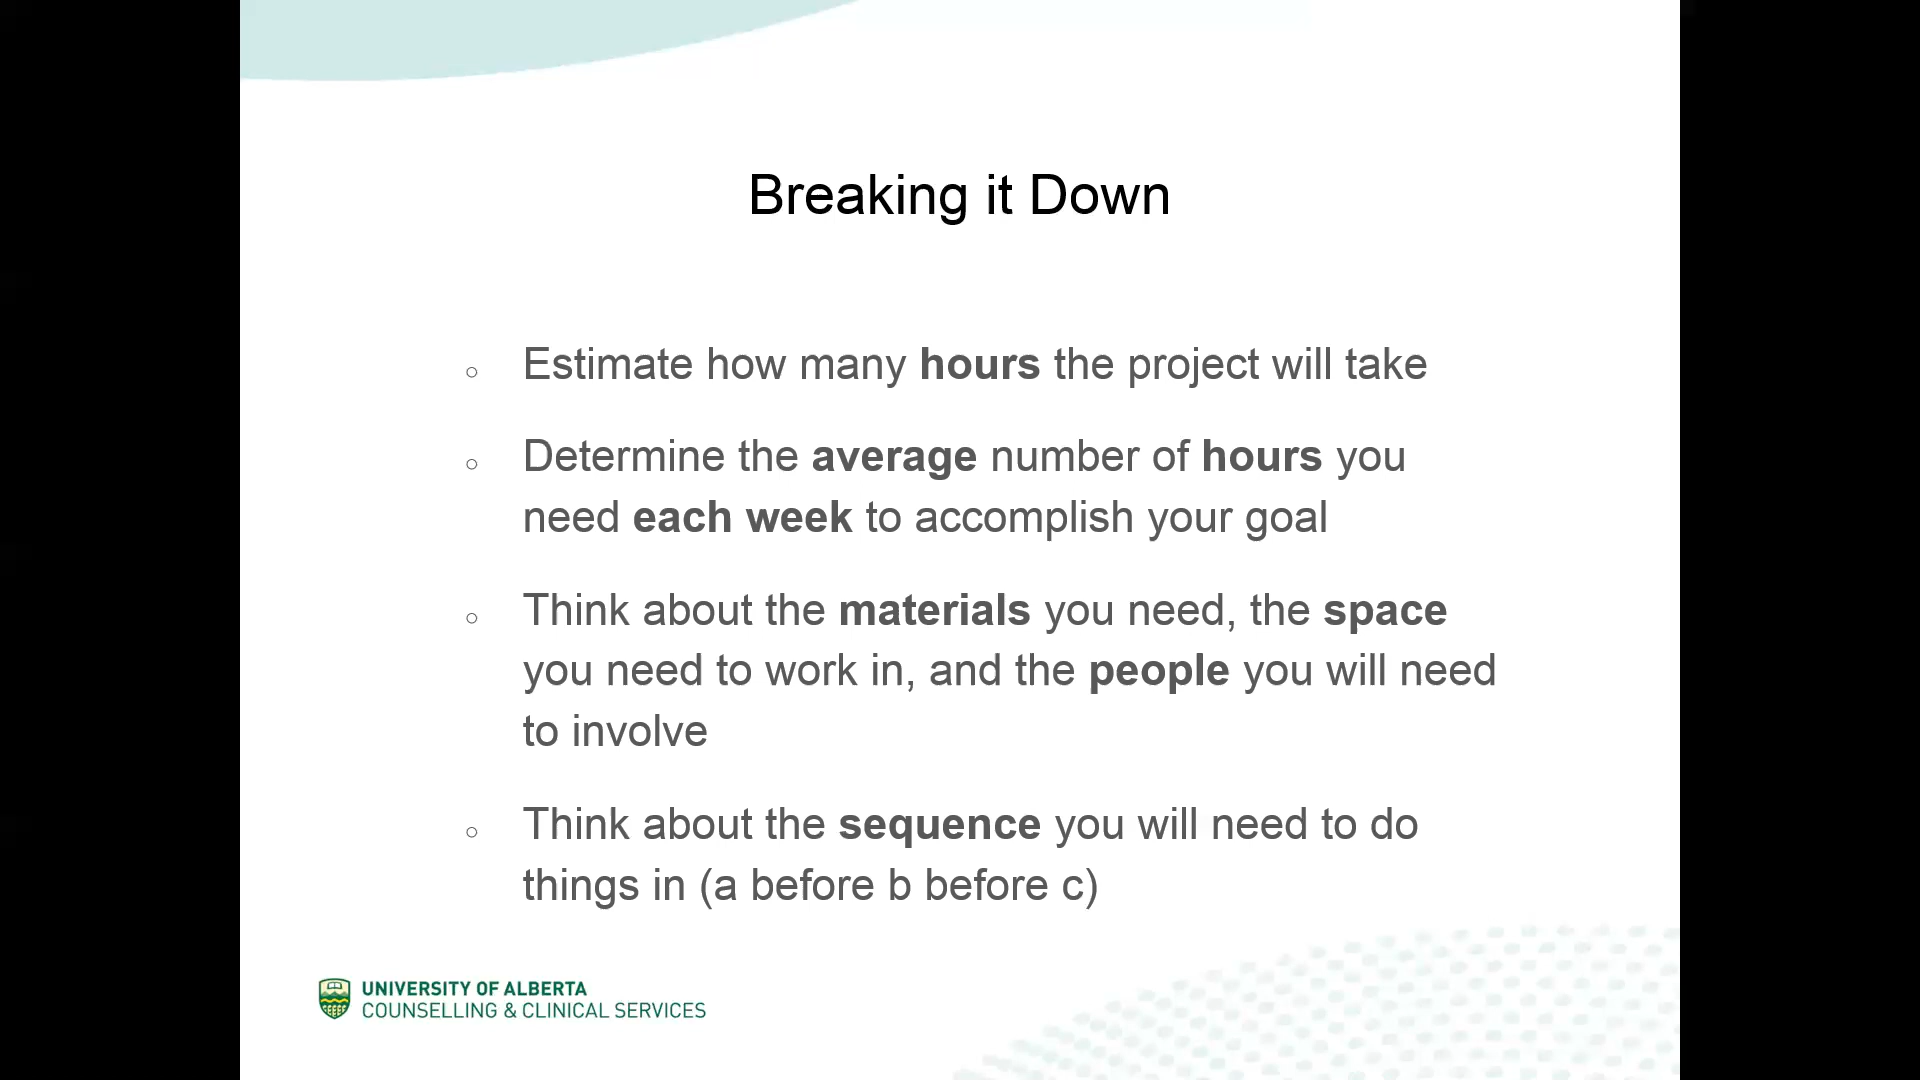 Breaking it Down
○ Estimate how many hours the project will take
○ Determine the average number of hours you
need each week to accomplish your goal
○ Think about the materials you need, the space
you need to work in, and the people you will need
to involve
○ Think about the sequence you will need to do
things in (a before b before c)
UNIVERSITY OF ALBERTA
COUNSELLING & CLINICAL SERVICES